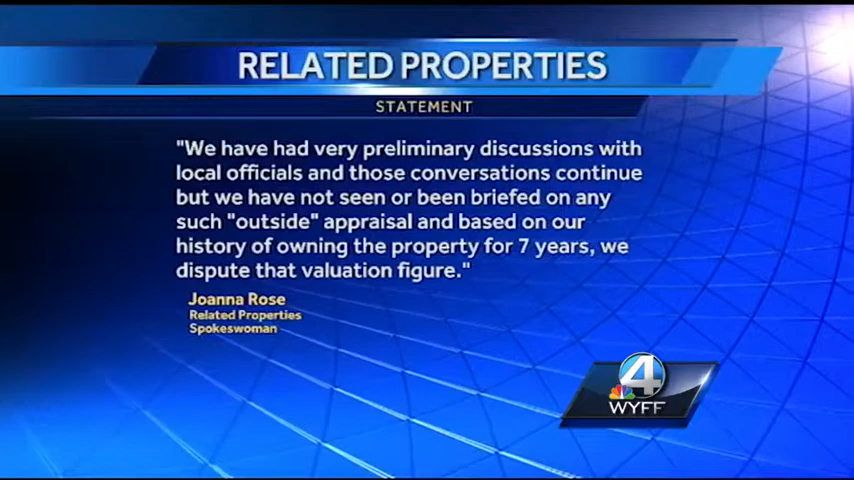 RELATED PROPERTIES
STATEMENT
"We have had very preliminary discussions with
local officials and those conversations continue
but we have not seen or been briefed on any
such "outside" appraisal and based on our
history of owning the property for 7 years, we
dispute that valuation figure."
Joanna Rose
Related Properties
Spokeswoman
4
WYFF